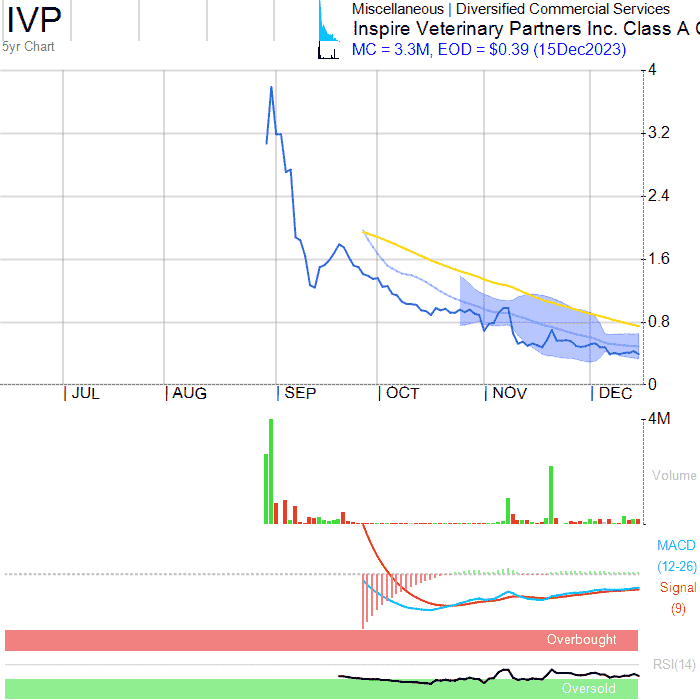 IVP
5yr Chart
Miscellaneous | Diversified Commercial Services
Inspire Veterinary Partners Inc. Class A
MC = 3.3M, EOD = $0.39 (15Dec2023)
4
3.2
2.4
1.6
0.8
0
| JUL | AUG | SEP | OCT | NOV | DEC
4M
Volume
MACD
(12-26)
Signal
(9)
Overbought
RSI(14)
Oversold